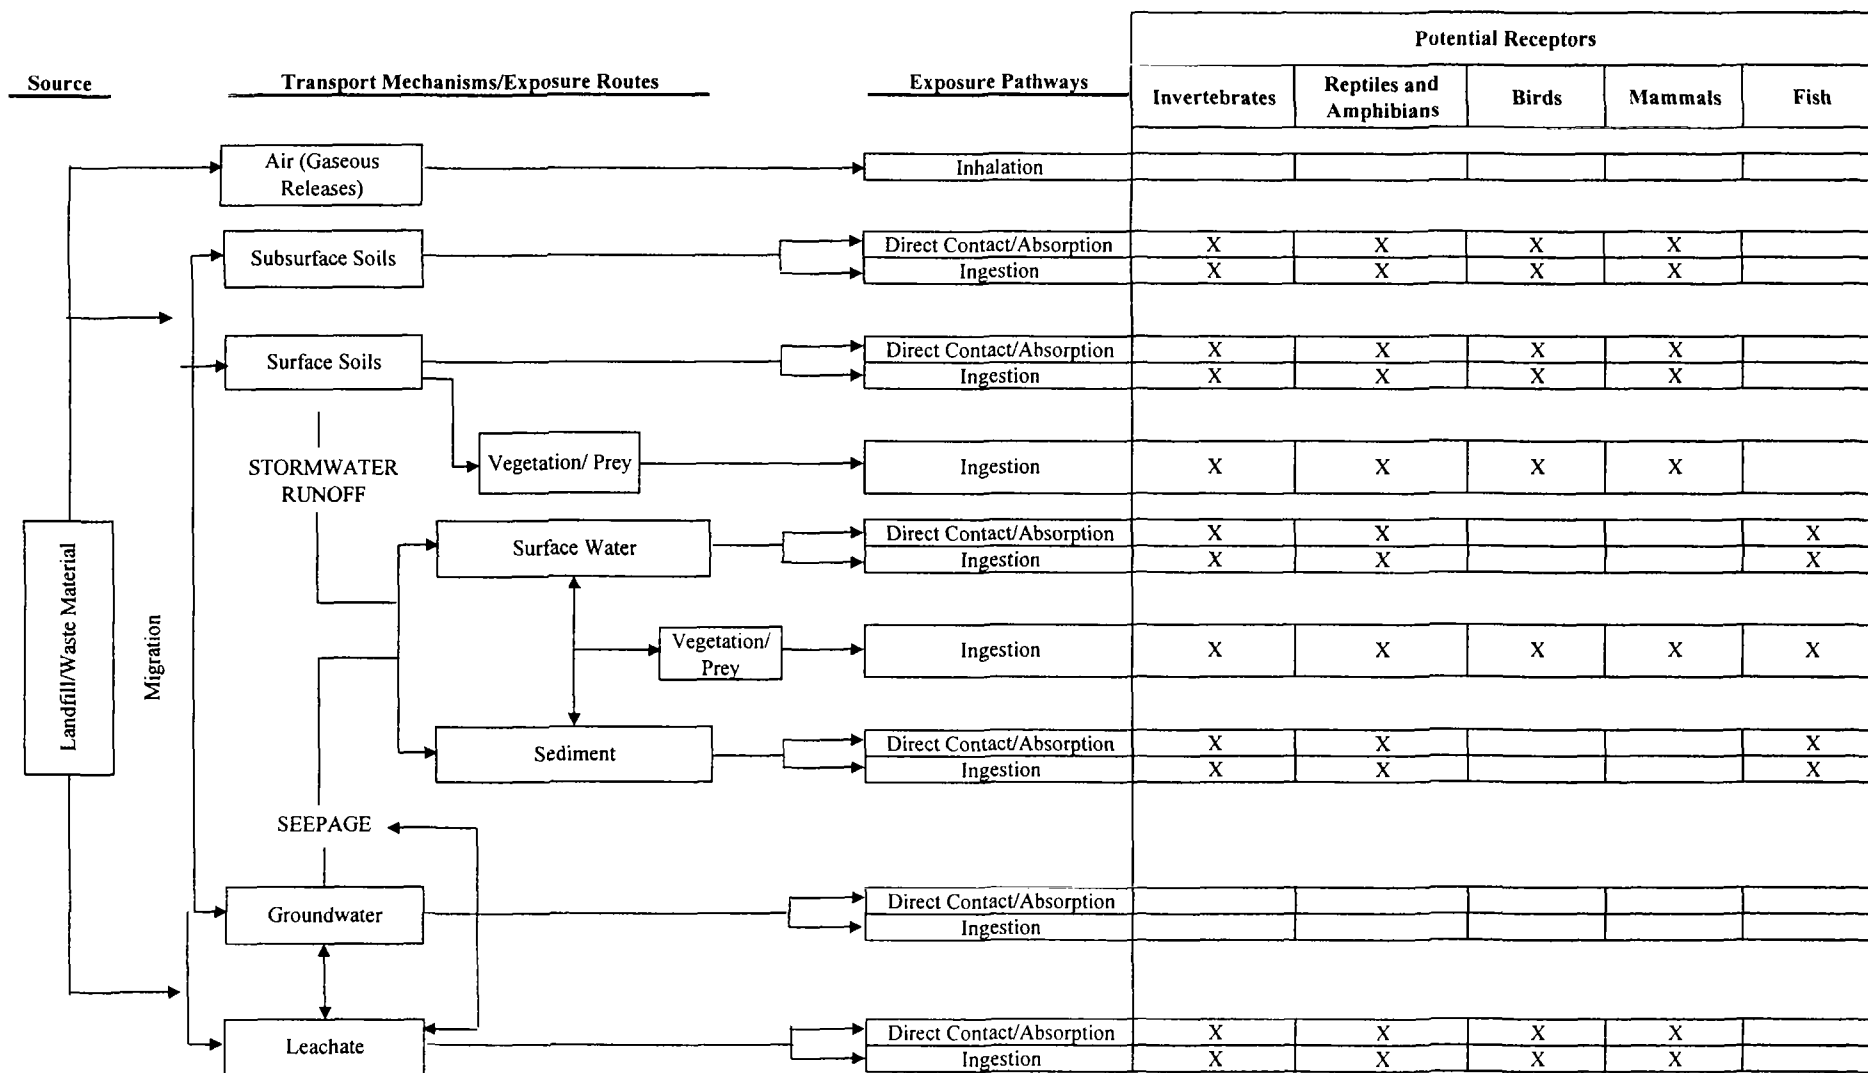 Potential Receptors
Source
Transport Mechanisms/Exposure Routes
Exposure Pathways
Invertebrates
Reptiles and
Amphibians
Birds
Mammals
Fish
Air (Gaseous
Releases)
Inhalation
Subsurface Soils
Direct Contact/Absorption X X X X
Ingestion X X X X
Surface Soils
Direct Contact/Absorption X X X X
Ingestion X X X X
STORMWATER
RUNOFF
Vegetation/ Prey
Ingestion X X X X
Surface Water
Direct Contact/Absorption X X X
Ingestion X X X
Landfill/Waste Material
Migration
Vegetation/
Prey
Ingestion X X X X X
Sediment
Direct Contact/Absorption X X X
Ingestion X X X
SEEPAGE
Groundwater
Direct Contact/Absorption
Ingestion
Leachate
Direct Contact/Absorption X X X X
Ingestion X X X X